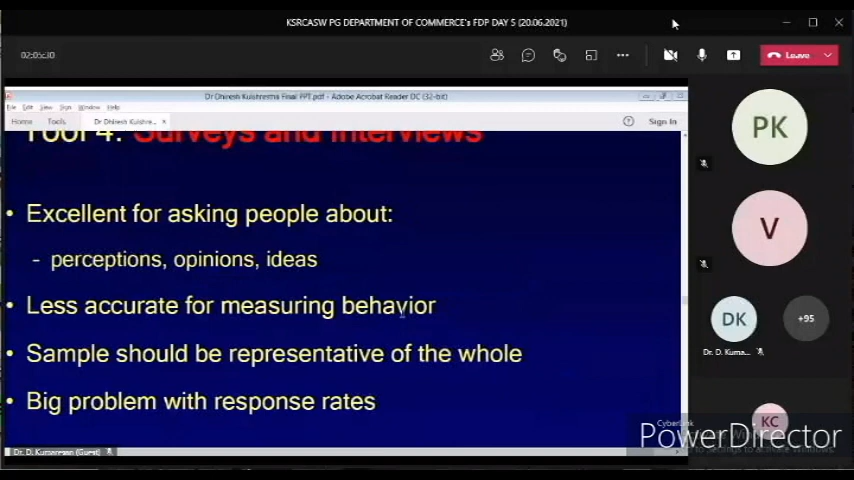 KSRCASW PG DEPARTMENT OF COMMERCE's FDP DAY 5 (20.06.2021)
02:05:30
Leave
Dr Dhiresh Kulshrestha Final PPT.pdf - Adobe Acrobat Reader DC (32-bit)
File Edit View Sign Window Help
Home Tools Dr Dhiresh Kulshre... × Sign In
Tool 4: Surveys and Interviews
• Excellent for asking people about:
- perceptions, opinions, ideas
• Less accurate for measuring behavior
• Sample should be representative of the whole
• Big problem with response rates
PK
V
DK
+95
Dr. D. Kuma...
KC
CyberLink
PowerDirector
Dr. D. Kumaresan (Guest)